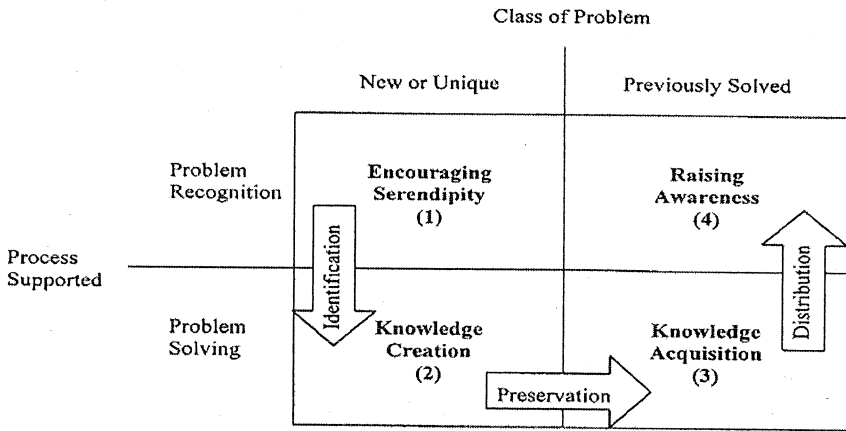 Class of Problem
New or Unique
Previously Solved
Problem
Recognition
Encouraging
Serendipity
(1)
Raising
Awareness
(4)
Process
Supported
Identification
Distribution
Problem
Solving
Knowledge
Creation
(2)
Knowledge
Acquisition
(3)
Preservation